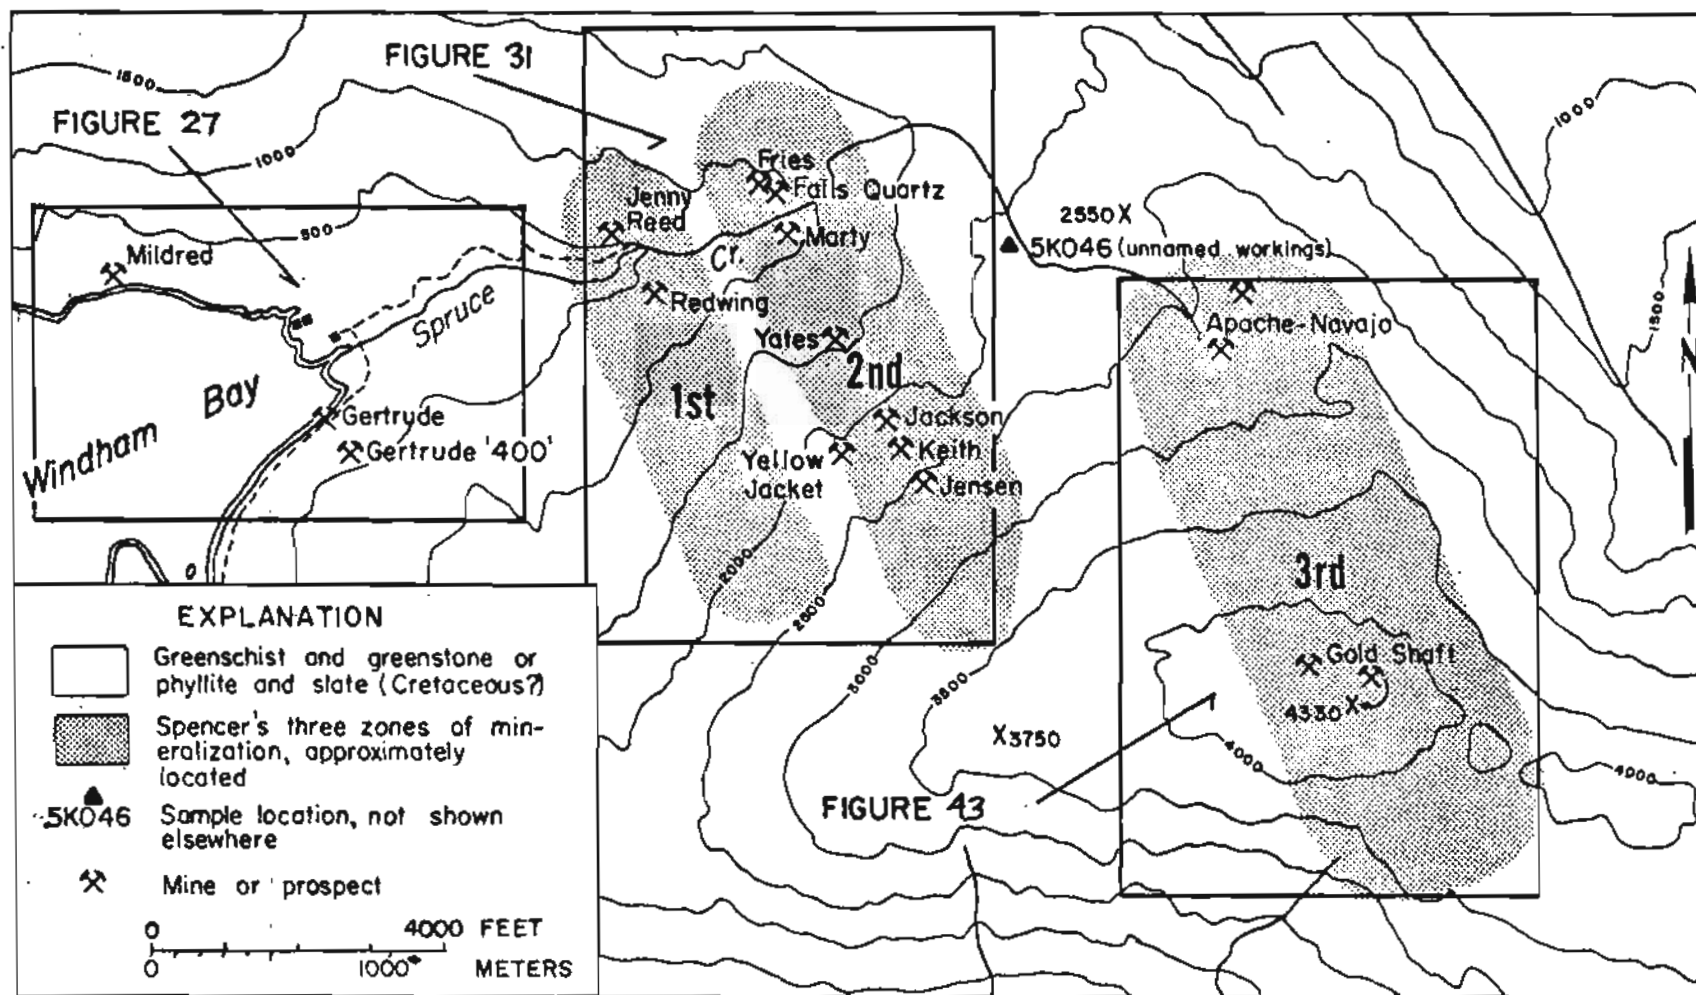 FIGURE 31
1500
FIGURE 27
1000
1000
Fries
Jenny
Reed
Falls Quartz
2550X
500
Marty
5K046 (unnamed workings)
Mildred
Cr.
Redwing
Spruce
Apache-Navajo
1500
N
Yates
2nd
Bay
1st
Gertrude
Jackson
Windham
Gertrude '400'
Yellow
Jacket
Keith
Jensen
2000
3rd
0
2500
EXPLANATION
Greenschist and greenstone or
phyllite and slate (Cretaceous?)
3000
3500
Gold Shaft
4330X
Spencer's three zones of min-
eralization, approximately
located
X3750
4000
4000
FIGURE 43
5K046 Sample location, not shown
elsewhere
Mine or prospect
0 4000 FEET
0 1000 METERS